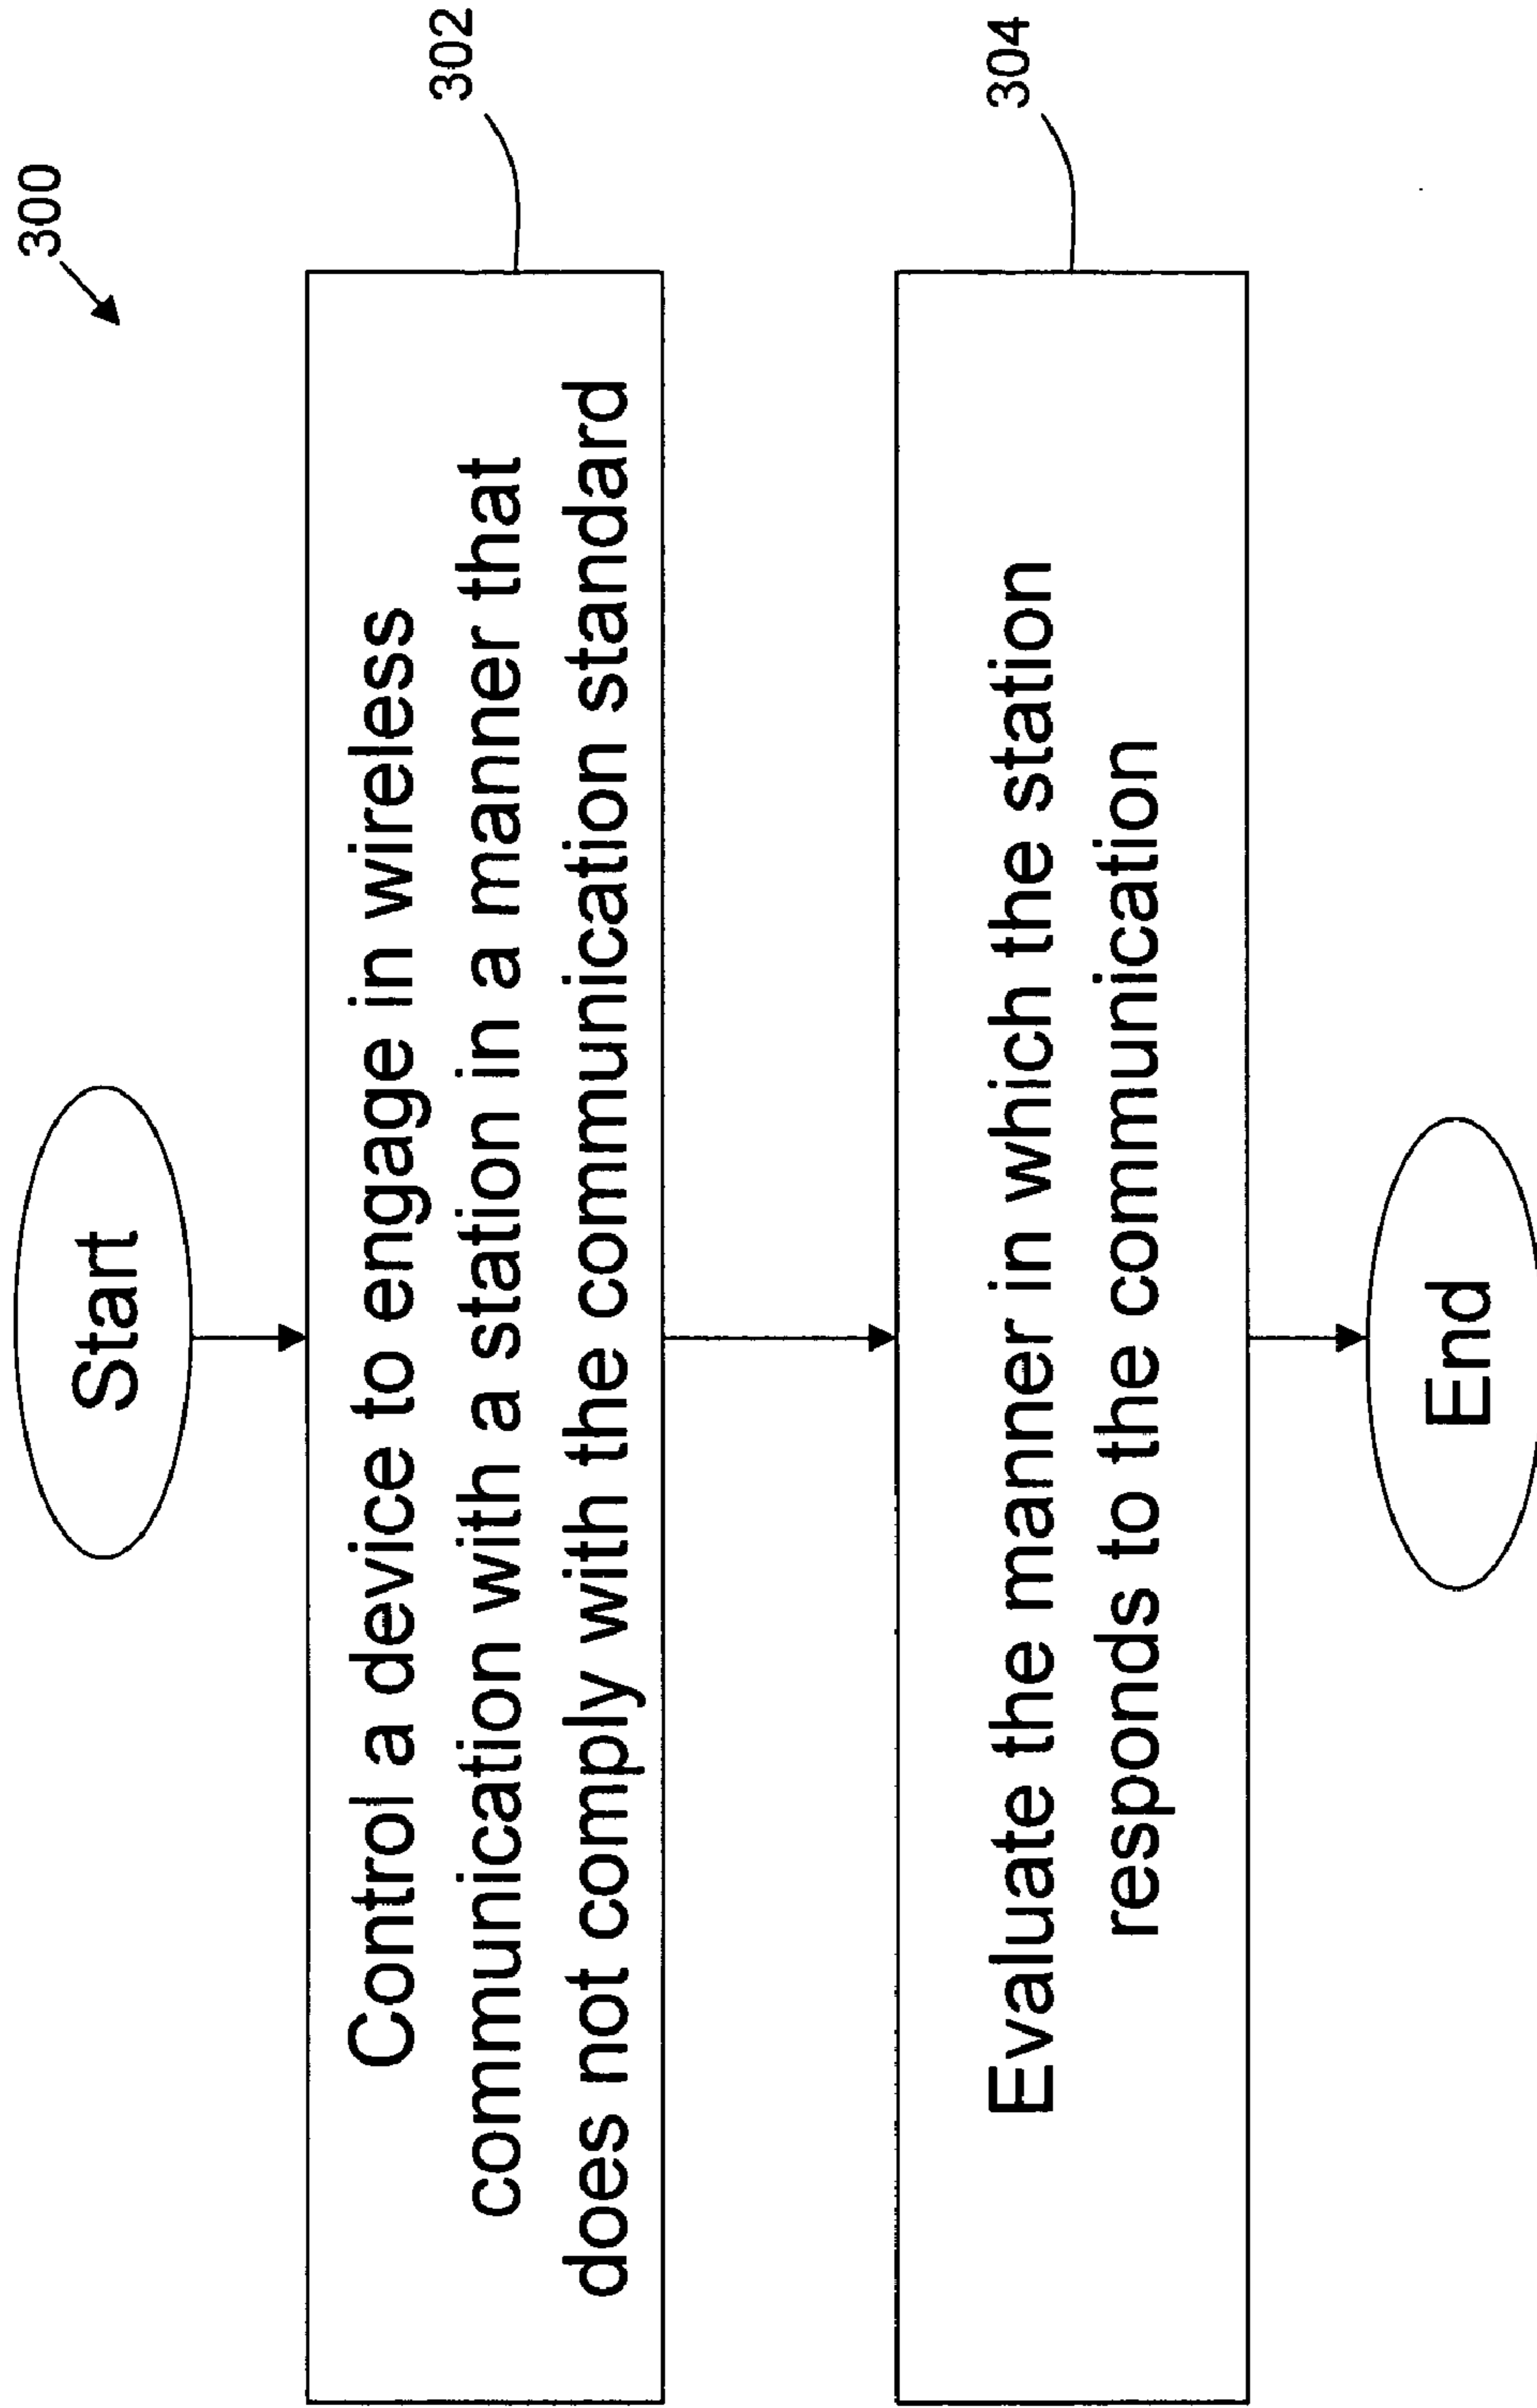 300
Start
Control a device to engage in wireless
communication with a station in a manner that
does not comply with the communication standard
302
Evaluate the manner in which the station
responds to the communication
304
End